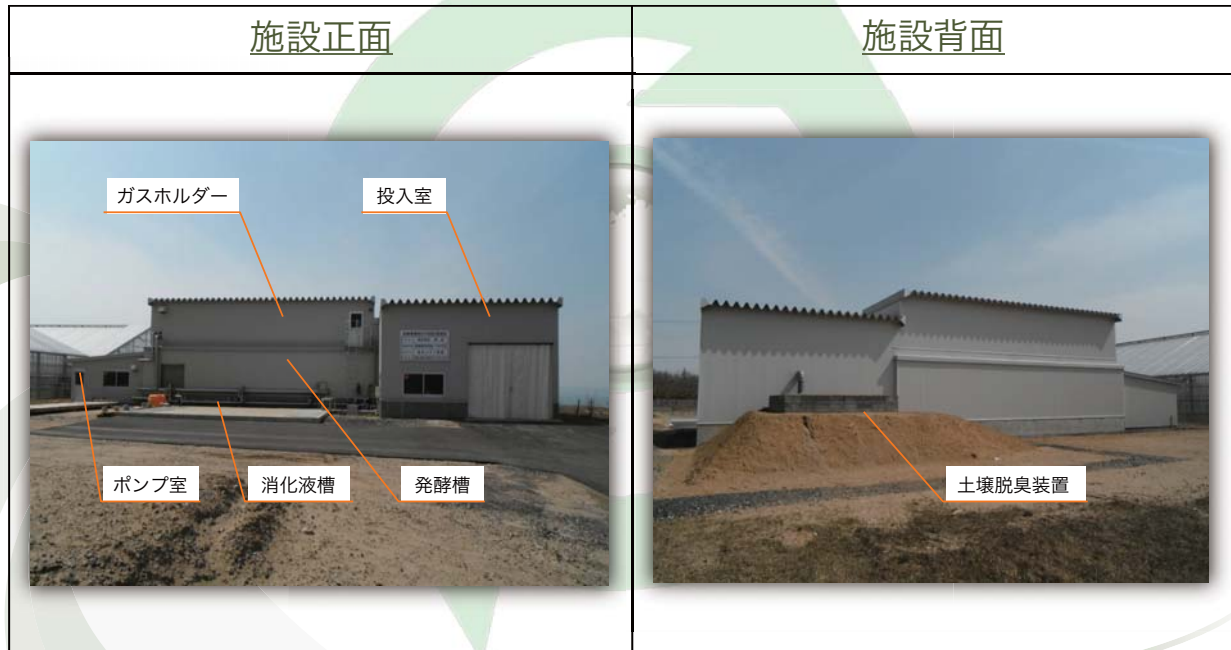 施設正面
施設背面
ガスホルダー
投入室
ポンプ室
消化液槽
発酵槽
土壌脱臭装置